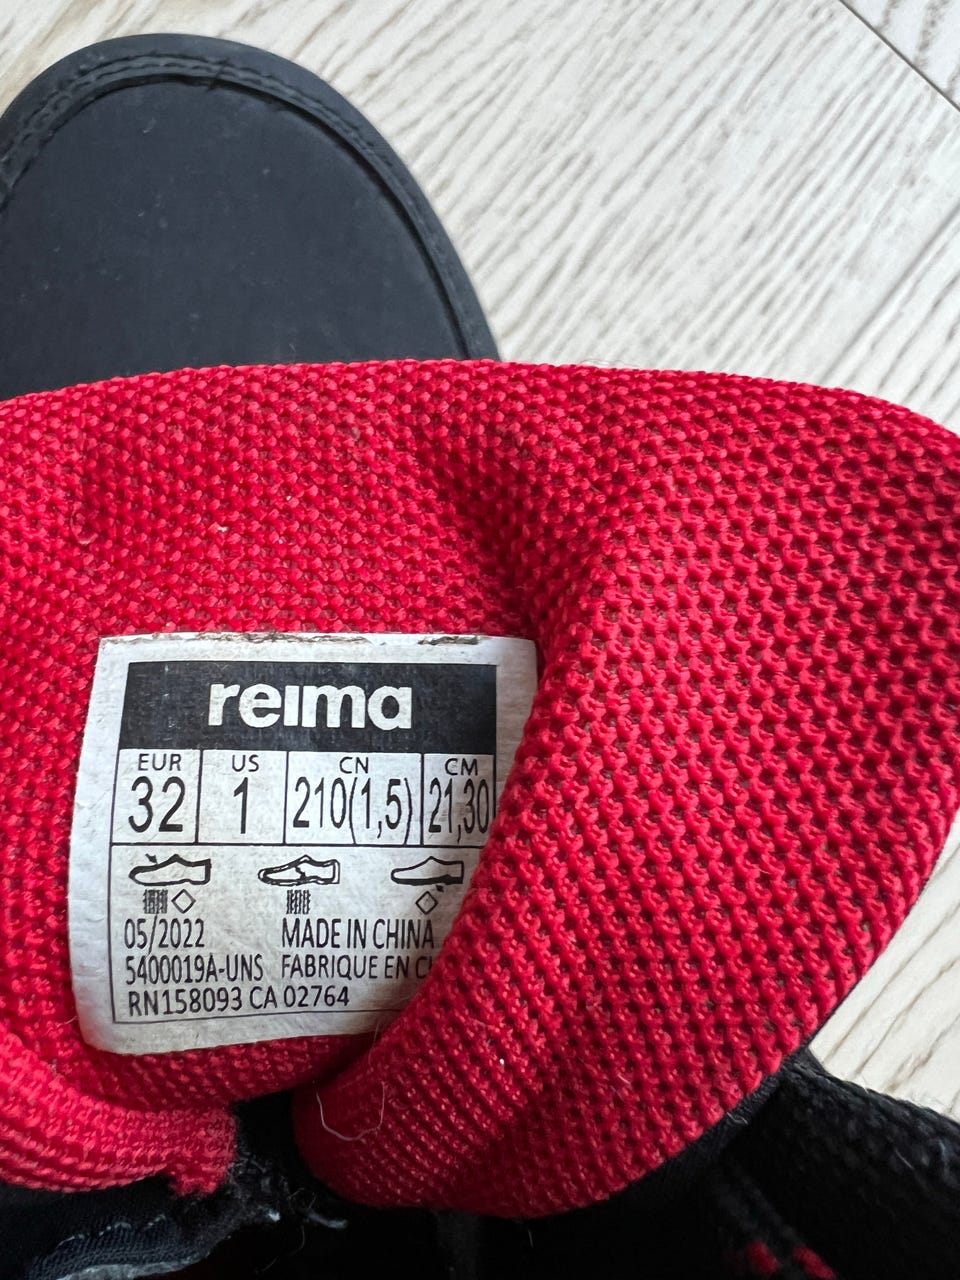 reima
EUR US CN CM
32 1 210(1,5) 21,30
05/2022 MADE IN CHINA
5400019A-UNS FABRIQUE EN
RN158093 CA 02764